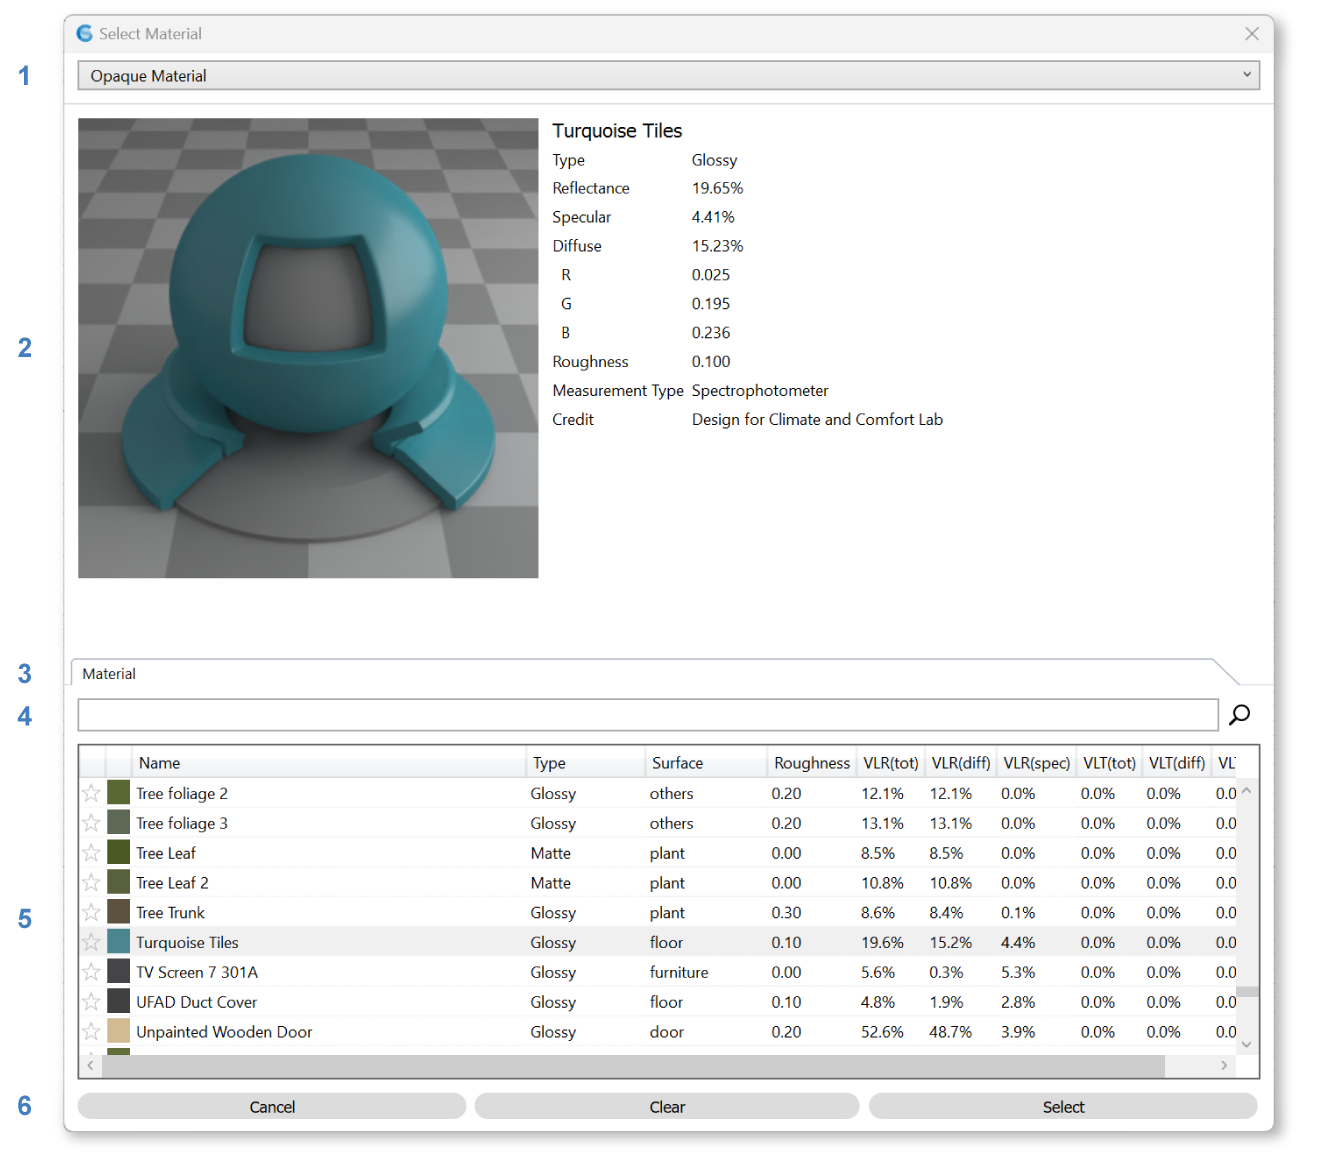 Select Material
1
Opaque Material
Turquoise Tiles
Type Glossy
Reflectance 19.65%
Specular 4.41%
Diffuse 15.23%
R 0.025
G 0.195
2
B 0.236
Roughness 0.100
Measurement Type Spectrophotometer
Credit Design for Climate and Comfort Lab
3
Material
4
Name Type Surface Roughness VLR(tot) VLR(diff) VLR(spec) VLT(tot) VLT(diff) VL
Tree foliage 2 Glossy others 0.20 12.1% 12.1% 0.0% 0.0% 0.0% 0.0
Tree foliage 3 Glossy others 0.20 13.1% 13.1% 0.0% 0.0% 0.0% 0.0
Tree Leaf Matte plant 0.00 8.5% 8.5% 0.0% 0.0% 0.0% 0.0
Tree Leaf 2 Matte plant 0.00 10.8% 10.8% 0.0% 0.0% 0.0% 0.0
5
Tree Trunk Glossy plant 0.30 8.6% 8.4% 0.1% 0.0% 0.0% 0.0
Turquoise Tiles Glossy floor 0.10 19.6% 15.2% 4.4% 0.0% 0.0% 0.0
TV Screen 7 301A Glossy furniture 0.00 5.6% 0.3% 5.3% 0.0% 0.0% 0.0
UFAD Duct Cover Glossy floor 0.10 4.8% 1.9% 2.8% 0.0% 0.0% 0.0
Unpainted Wooden Door Glossy door 0.20 52.6% 48.7% 3.9% 0.0% 0.0% 0.0
6
Cancel Clear Select